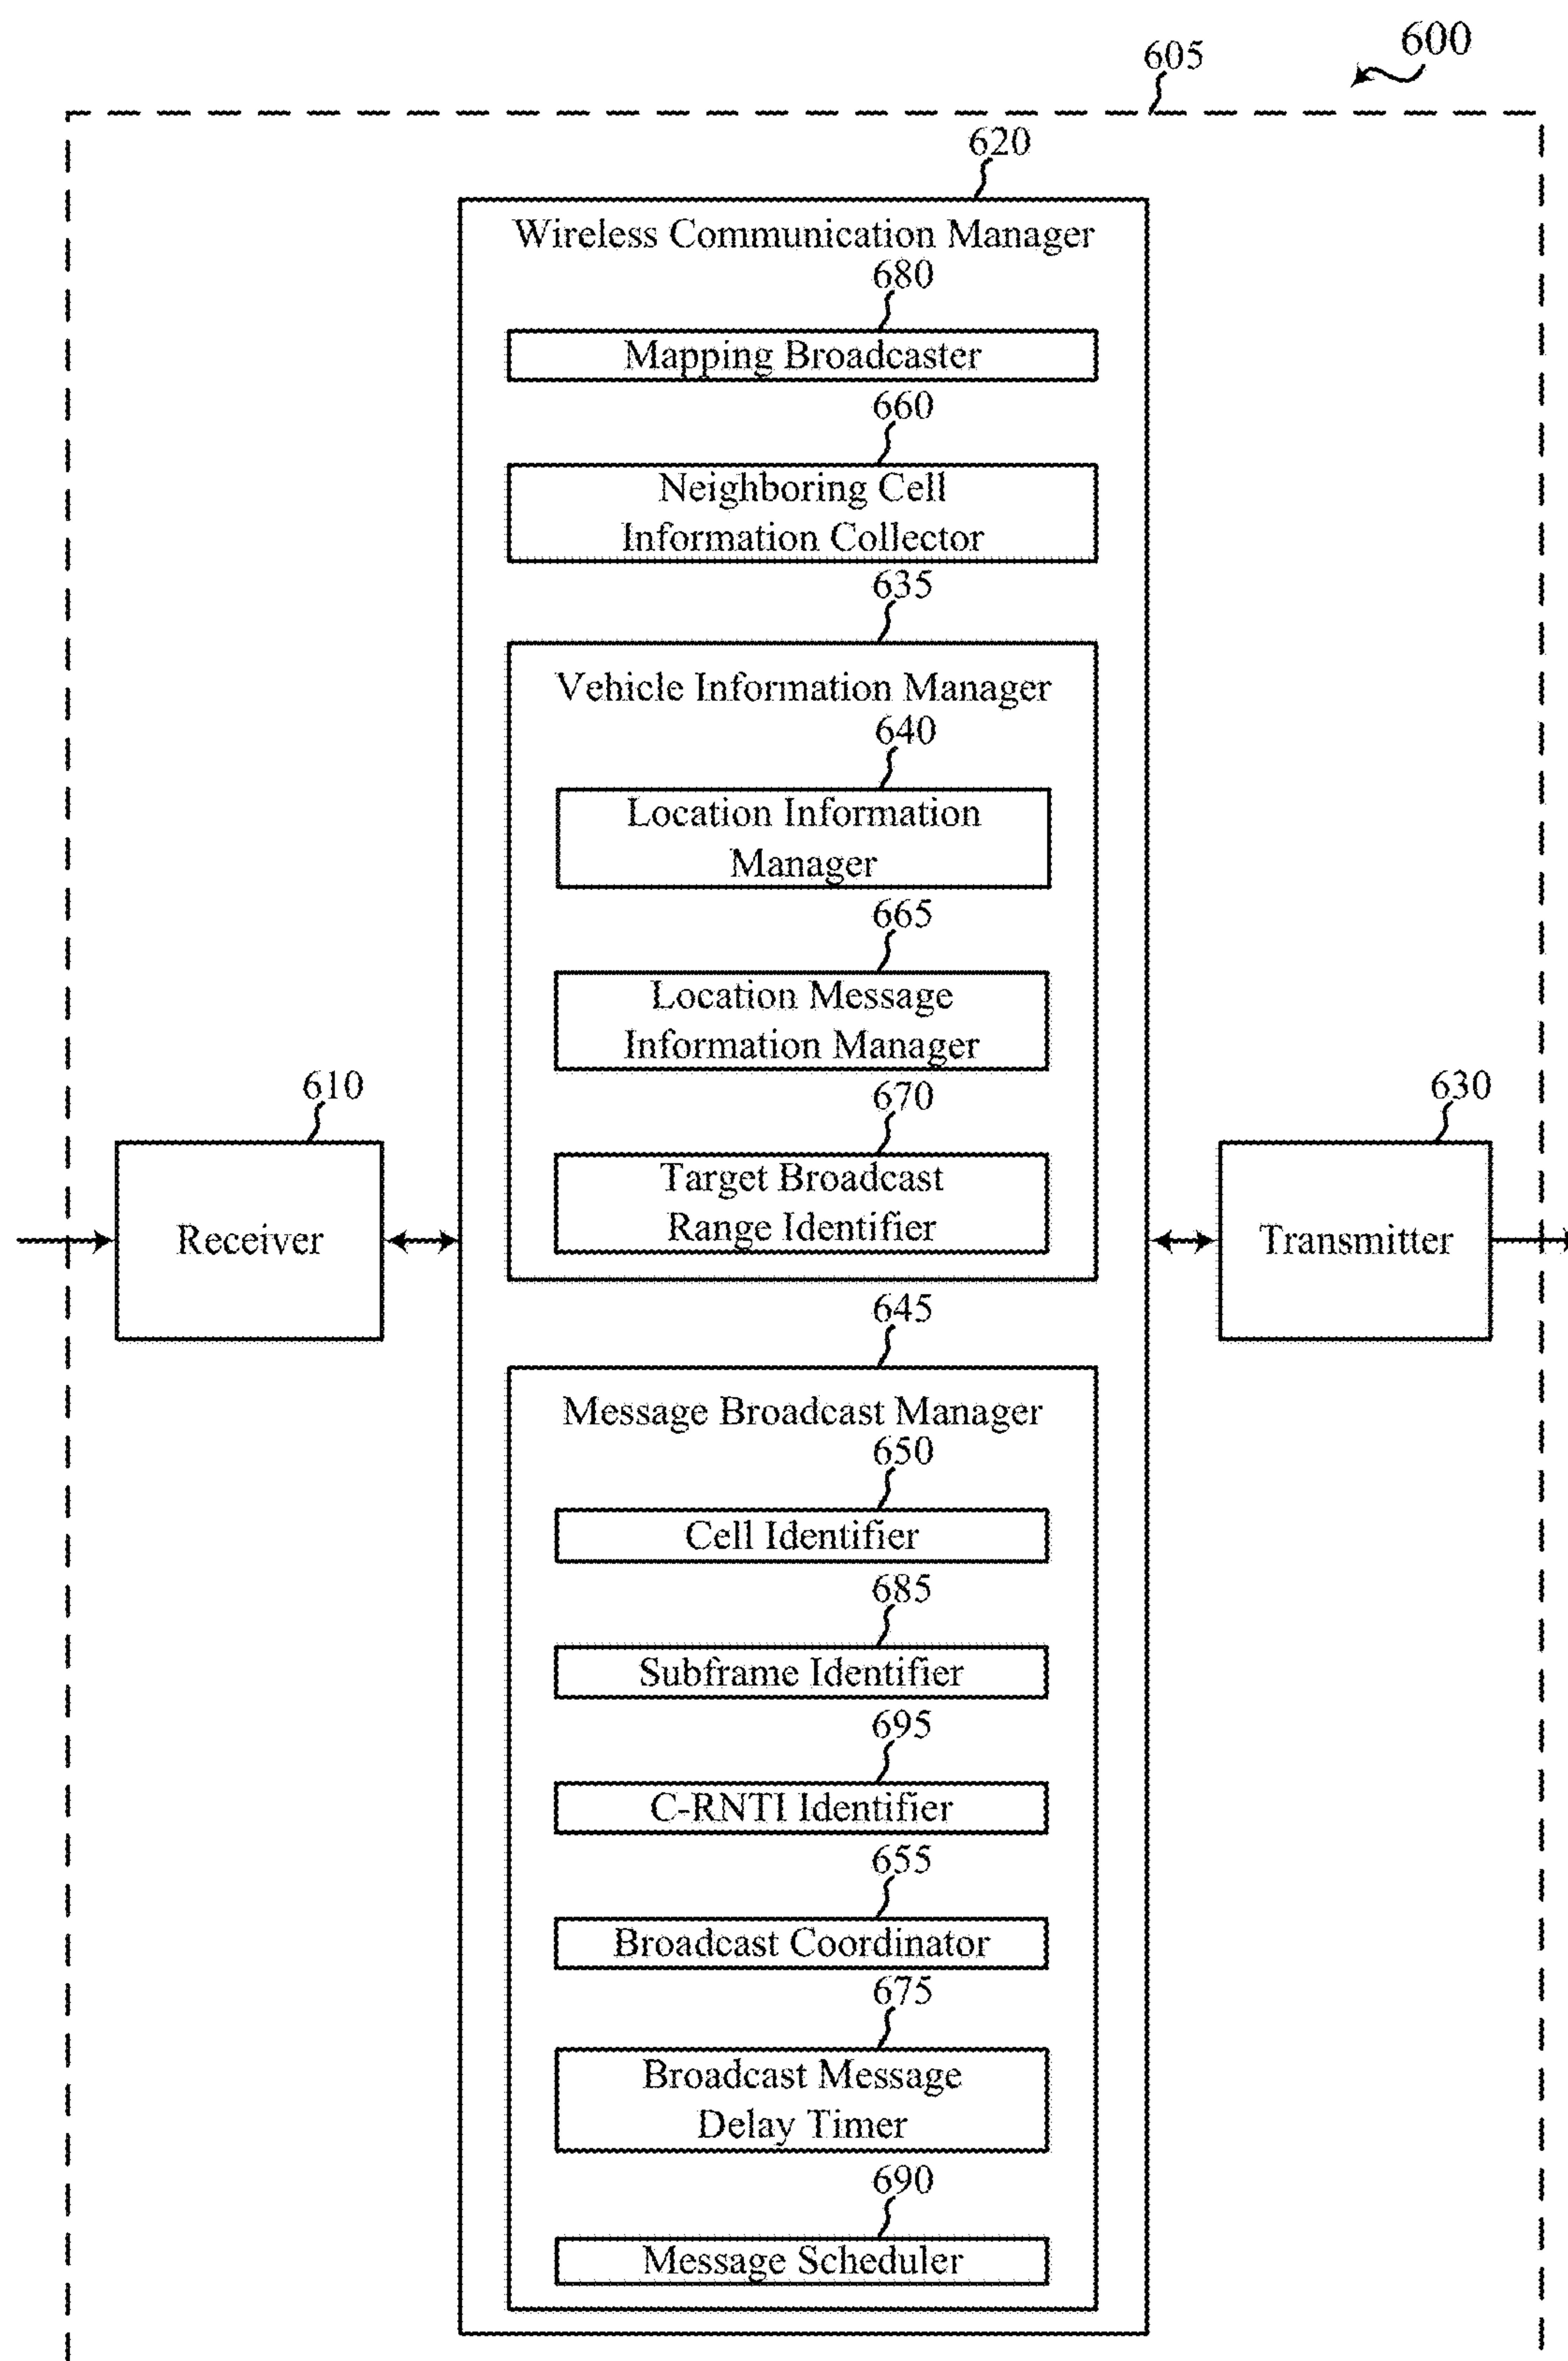 600
605
620
Wireless Communication Manager
680
Mapping Broadcaster
660
Neighboring Cell
Information Collector
635
Vehicle Information Manager
640
Location Information
Manager
665
Location Message
Information Manager
670
Target Broadcast
Range Identifier
610
Receiver
630
Transmitter
645
Message Broadcast Manager
650
Cell Identifier
685
Subframe Identifier
695
C-RNTI Identifier
655
Broadcast Coordinator
675
Broadcast Message
Delay Timer
690
Message Scheduler